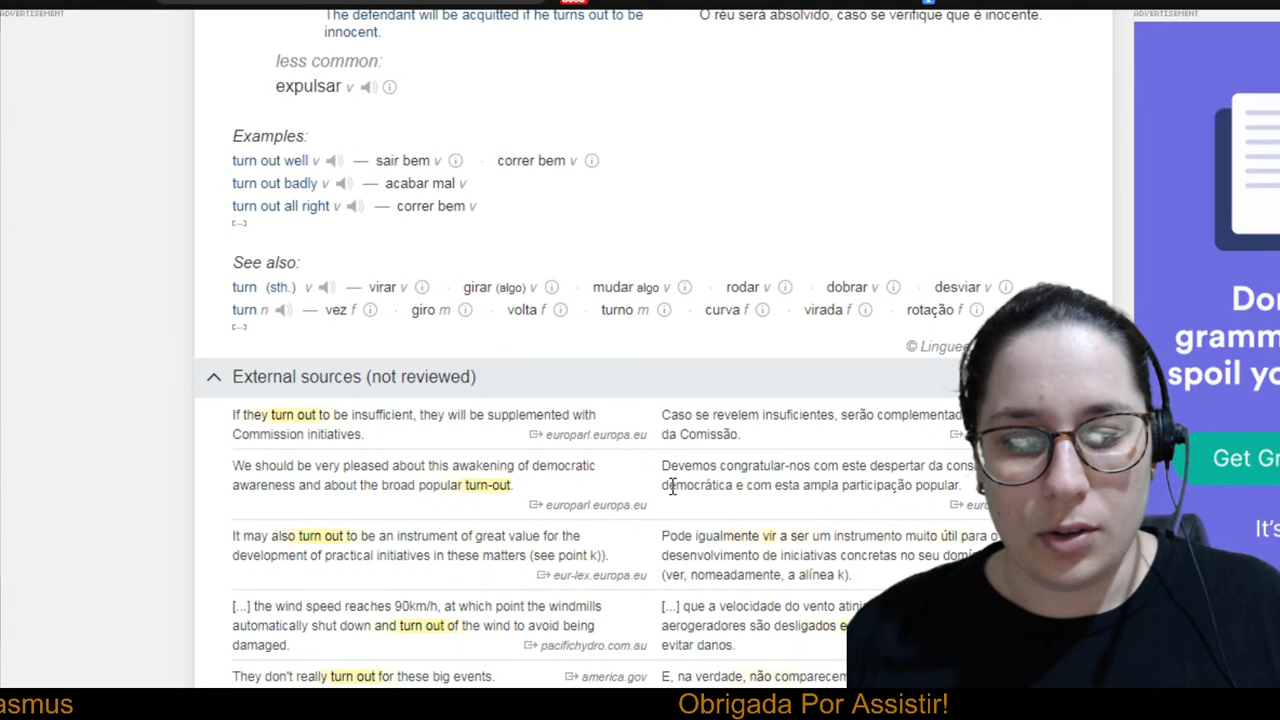 ADVERTISEMENT
ADVERTISEMENT
The defendant will be acquitted if he turns out to be
innocent.
O réu será absolvido, caso se verifique que é inocente.
less common:
expulsar v
Examples:
turn out well v — sair bem v · correr bem v
turn out badly v — acabar mal v
turn out all right v — correr bem v
[...]
See also:
turn (sth.) v — virar v · girar (algo) v · mudar algo v · rodar v · dobrar v · desviar v
turn n — vez f · giro m · volta f · turno m · curva f · virada f · rotação f
[...]
© Linguee
External sources (not reviewed)
If they turn out to be insufficient, they will be supplemented with
Commission initiatives.
europarl.europa.eu
Caso se revelem insuficientes, serão
da Comissão.
We should be very pleased about this awakening of democratic
awareness and about the broad popular turn-out.
europarl.europa.eu
Devemos congratular-nos com este despertar da
democrática e com esta ampla participação popular.
It may also turn out to be an instrument of great value for the
development of practical initiatives in these matters (see point k)).
eur-lex.europa.eu
Pode igualmente vir a ser um instrumento muito útil para o
desenvolvimento de iniciativas concretas no seu
(ver, nomeadamente, a alínea k).
[...] the wind speed reaches 90km/h, at which point the windmills
automatically shut down and turn out of the wind to avoid being
damaged.
pacifichydro.com.au
[...] que a velocidade do vento
aerogeradores são desligados
evitar danos.
They don't really turn out for these big events.
america.gov
E, na verdade, não
gramm
spoil yo
Get Gr
It's
asmus
Obrigada Por Assistir!